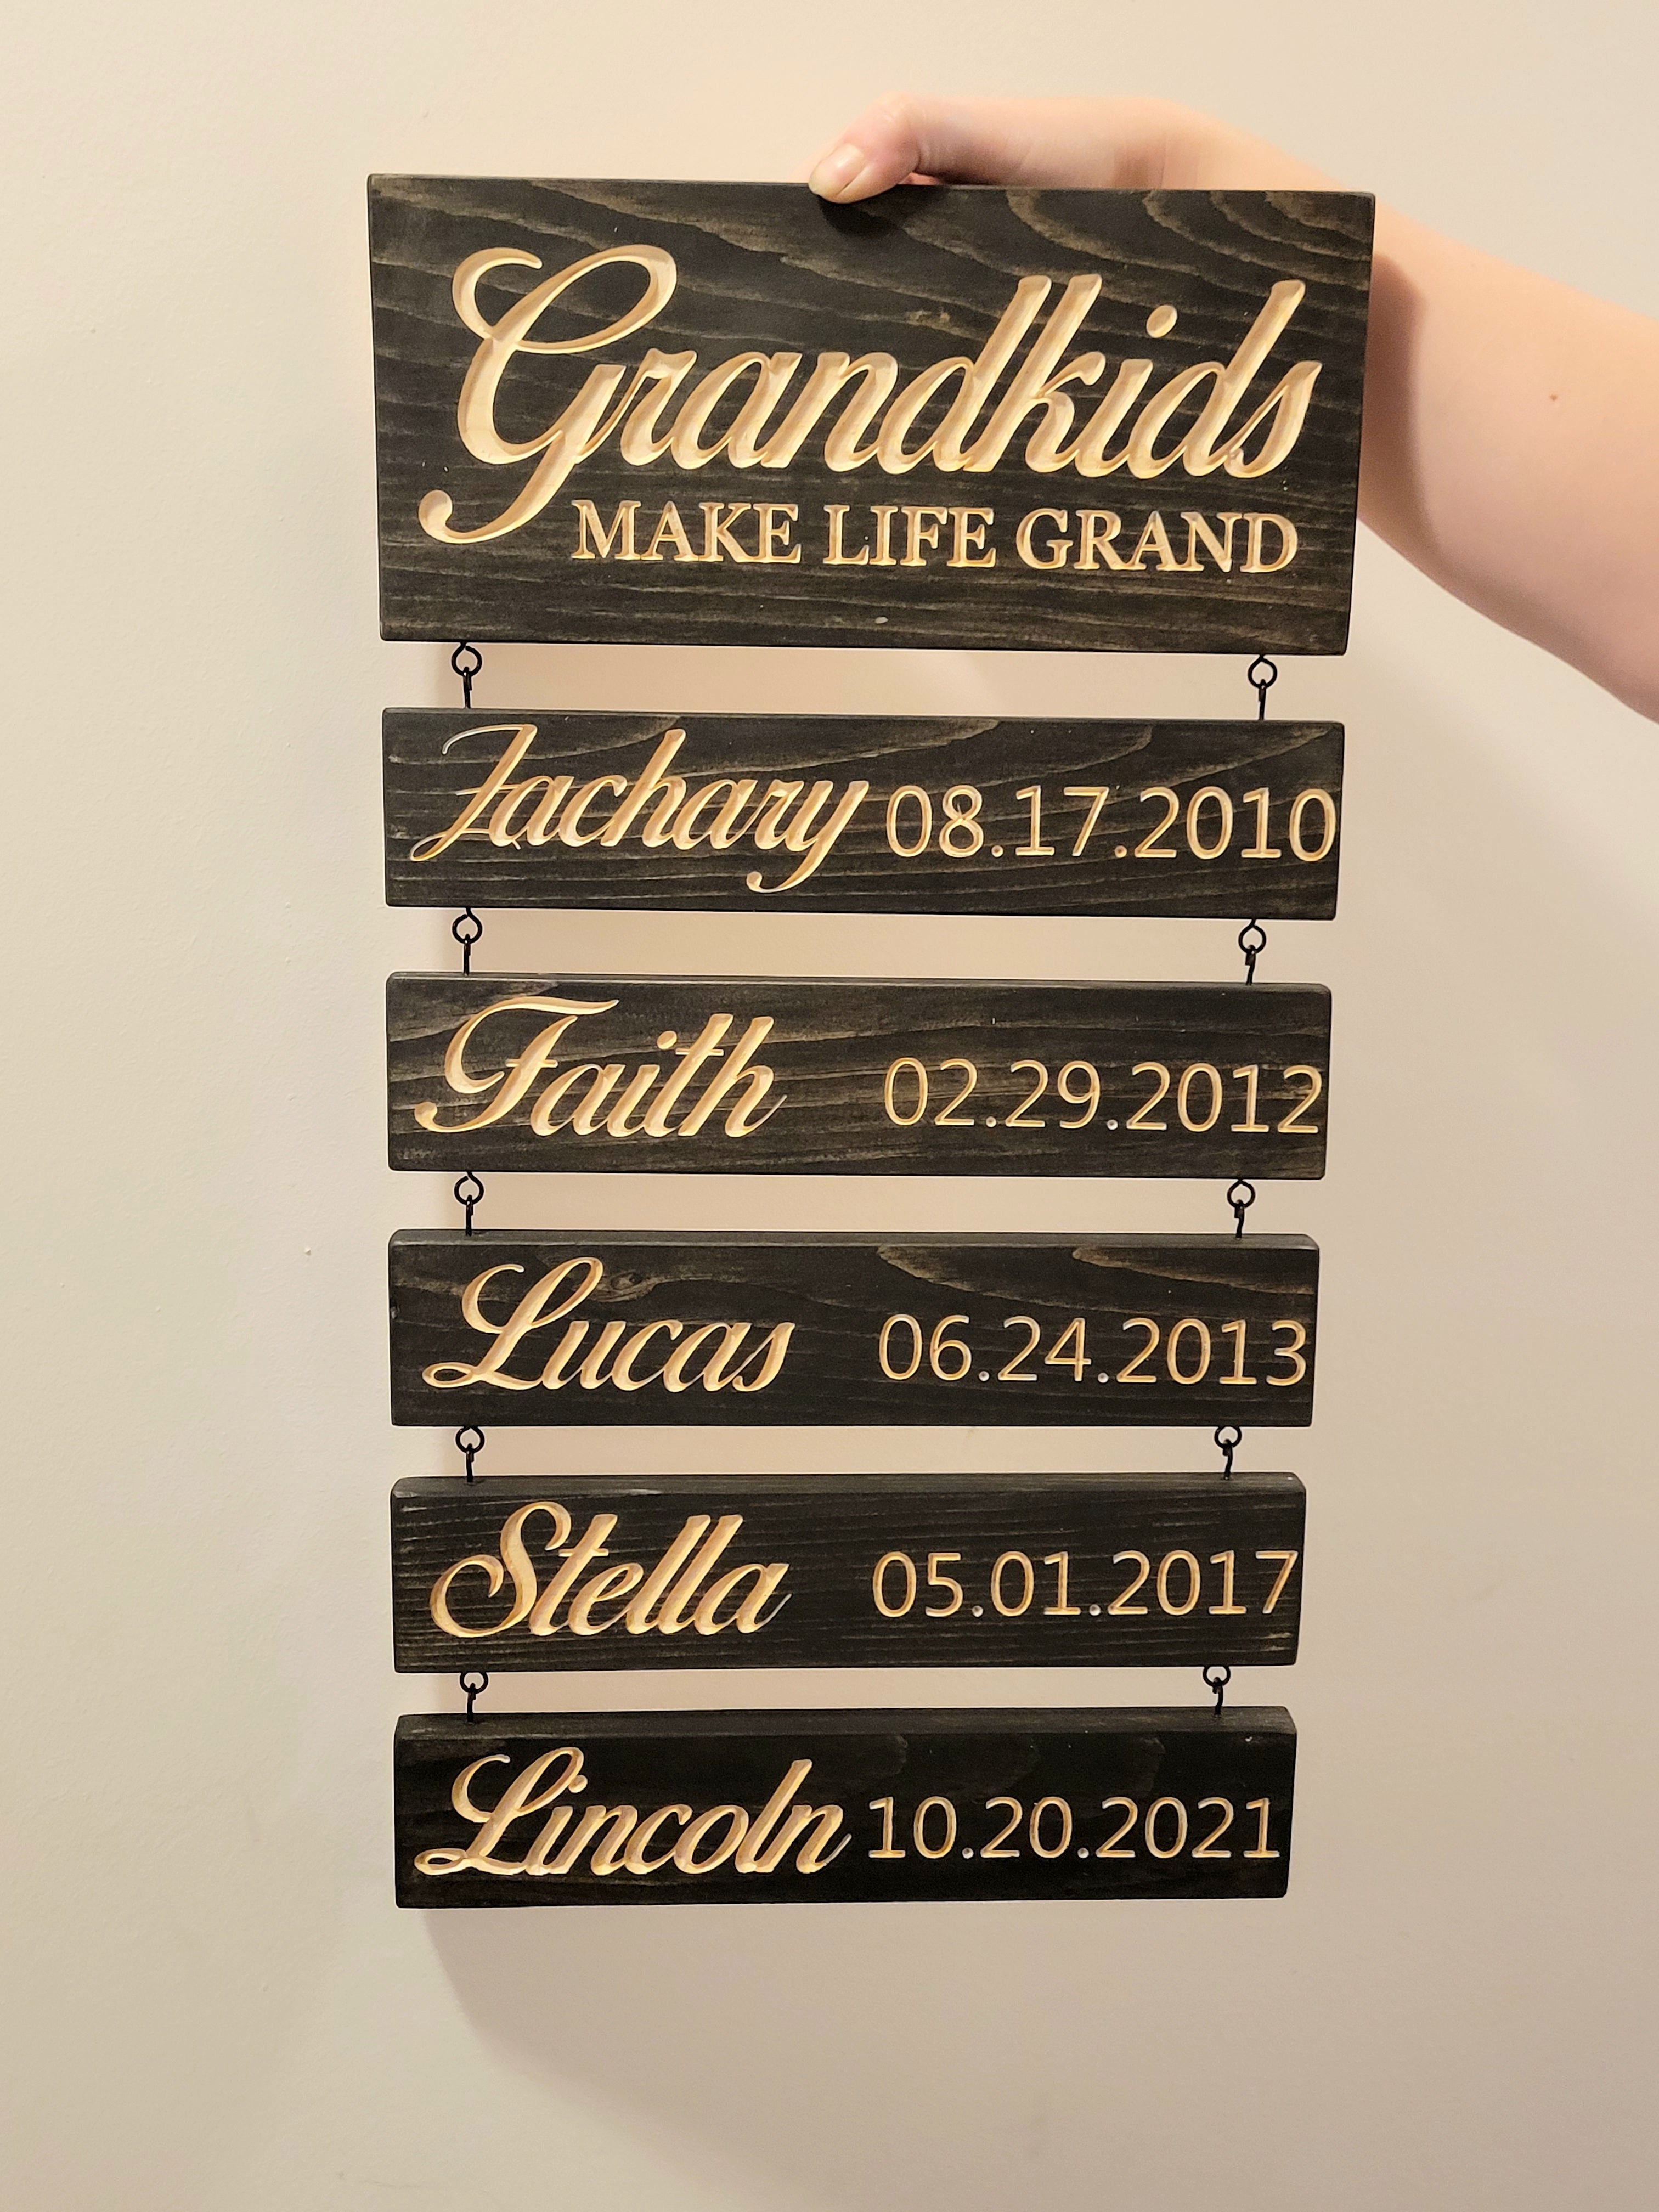 Grandkids
MAKE LIFE GRAND
Zachary 08.17.2010
Faith 02.29.2012
Lucas 06.24.2013
Stella 05.01.2017
Lincoln 10.20.2021